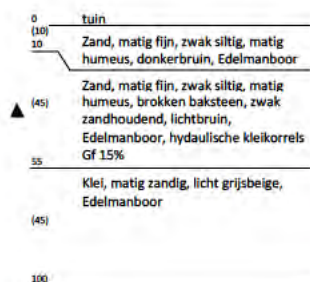 0 tuin
(10) Zand, matig fijn, zwak siltig, matig
10 humeus, donkerbruin, Edelmanboor
Zand, matig fijn, zwak siltig, matig
(45) humeus, brokken baksteen, zwak
zandhoudend, lichtbruin,
Edelmanboor, hydaulische kleikorrels
Gf 15%
55
Klei, matig zandig, licht grijsbeige,
Edelmanboor
(45)
100